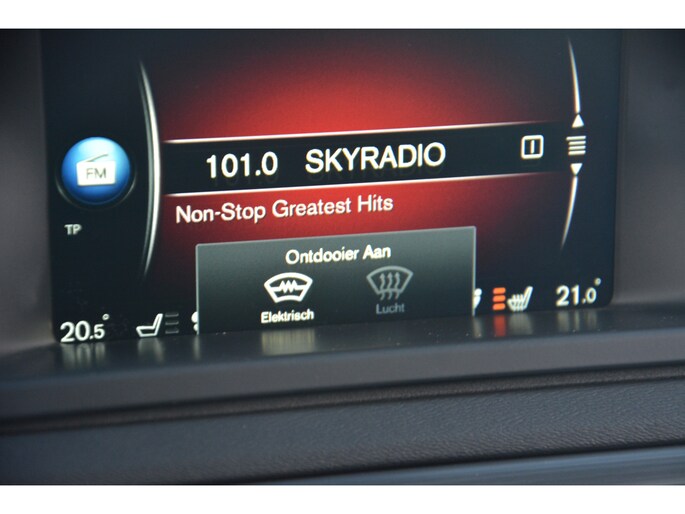 101.0 SKYRADIO
FM
Non-Stop Greatest Hits
TP
Ontdooier Aan
Elektrisch Lucht
20.5° 21.0°